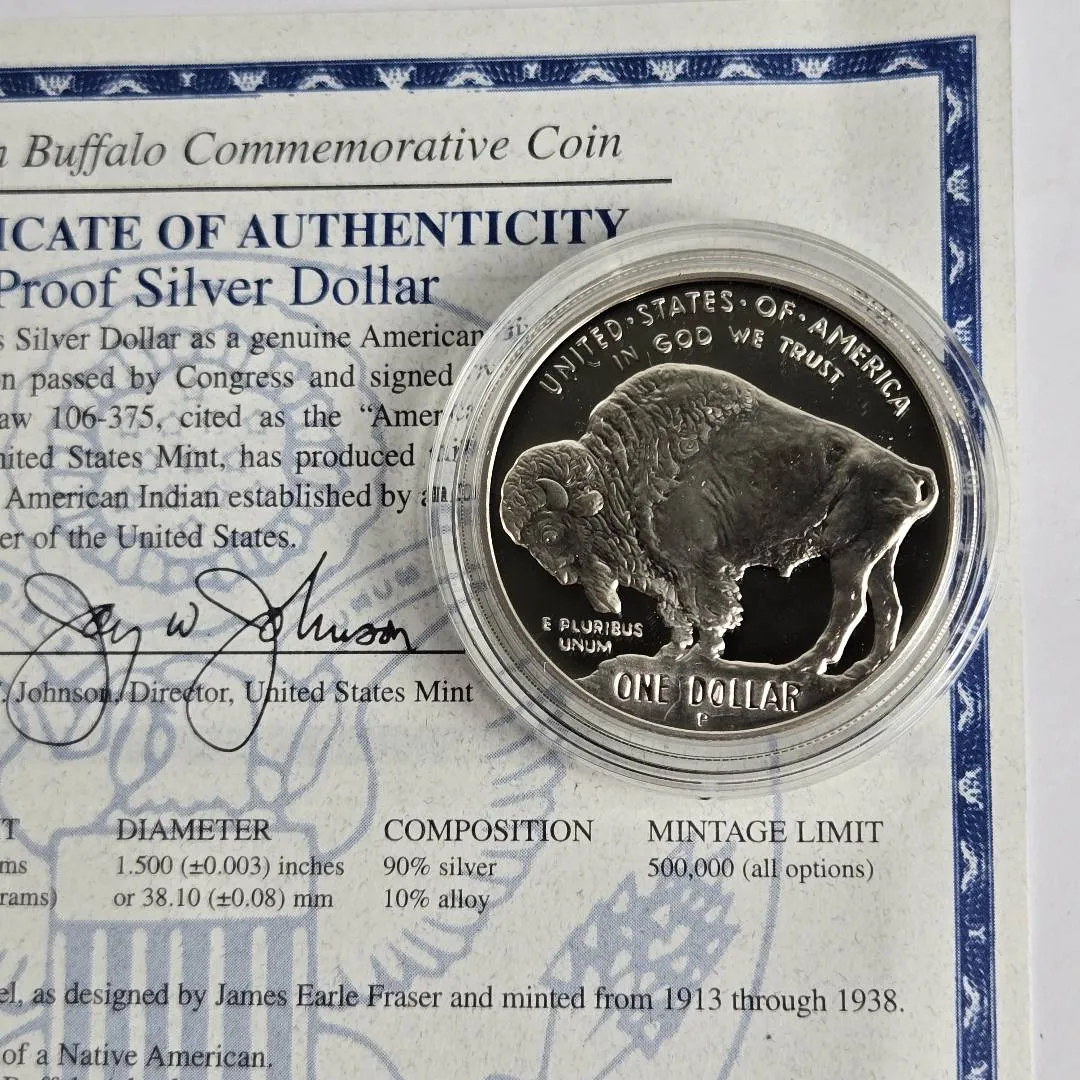 Buffalo Commemorative Coin
ICATE OF AUTHENTICITY
Proof Silver Dollar
s Silver Dollar as a genuine American
n passed by Congress and signed
aw 106-375, cited as the “Americ
nited States Mint, has produced
American Indian established by
er of the United States.
Jay W. Johnson
Johnson, Director, United States Mint
UNITED·STATES·OF·AMERICA
IN GOD WE TRUST
E PLURIBUS
UNUM
ONE DOLLAR
P
T DIAMETER COMPOSITION MINTAGE LIMIT
ms 1.500 (±0.003) inches 90% silver 500,000 (all options)
rams) or 38.10 (±0.08) mm 10% alloy
el, as designed by James Earle Fraser and minted from 1913 through 1938.
of a Native American.